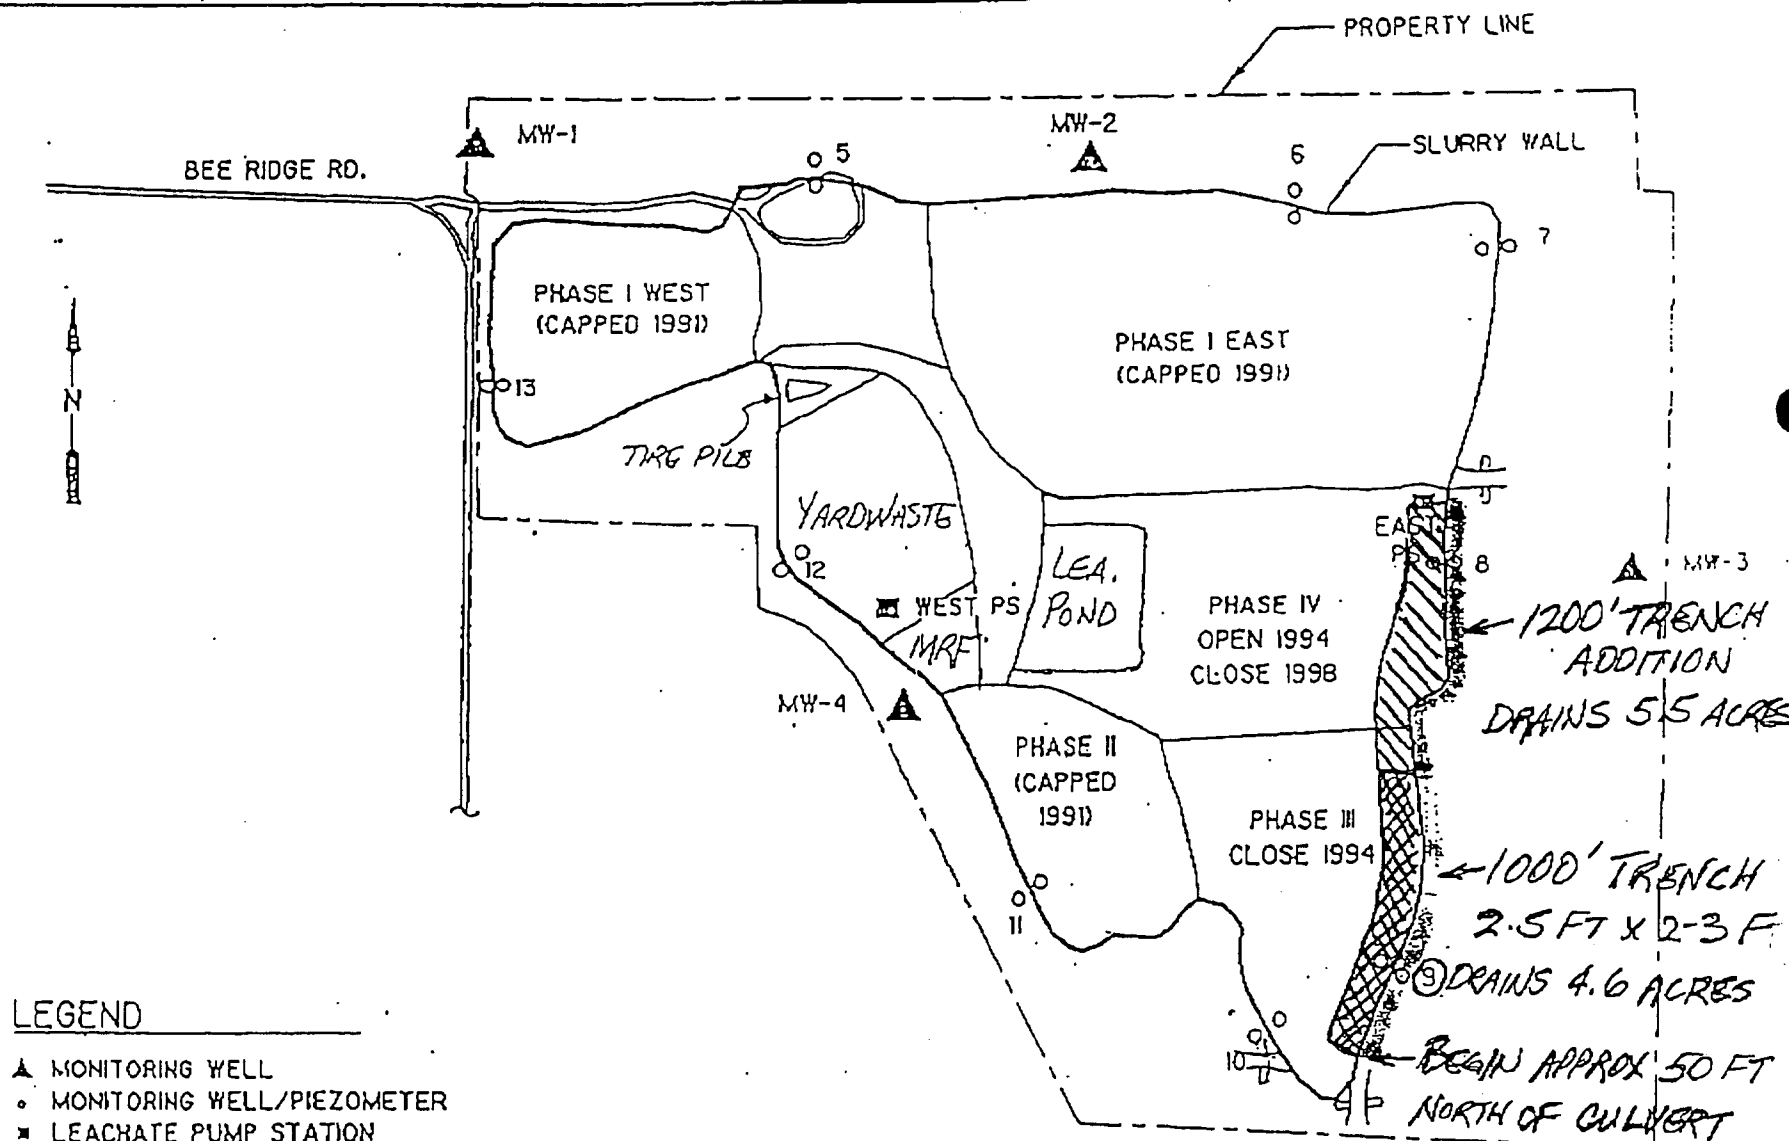 PROPERTY LINE
MW-1
MW-2
BEE RIDGE RD.
5
6
SLURRY WALL
7
PHASE I WEST
(CAPPED 1991)
PHASE I EAST
(CAPPED 1991)
N
13
TIRE PILE
YARDWASTE
EAST
PS
8
MW-3
12
LEA.
POND
WEST PS
MRF
PHASE IV
OPEN 1994
CLOSE 1998
1200' TRENCH
ADDITION
DRAINS 5.5 ACRES
MW-4
PHASE II
(CAPPED
1991)
PHASE III
CLOSE 1994
1000' TRENCH
2.5 FT X 2-3 F
11
9 DRAINS 4.6 ACRES
10
BEGIN APPROX 50 FT
NORTH OF CULVERT
LEGEND
MONITORING WELL
MONITORING WELL/PIEZOMETER
LEACHATE PUMP STATION